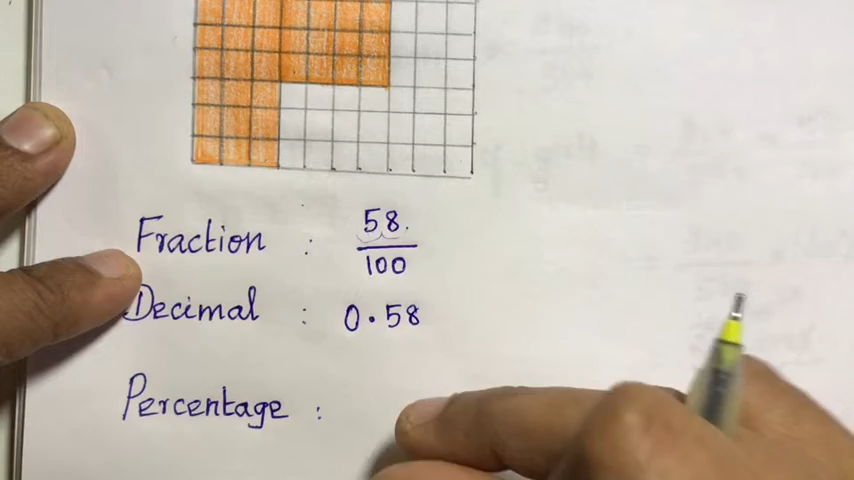 Fraction : 58.
100
Decimal : 0.58
Percentage :